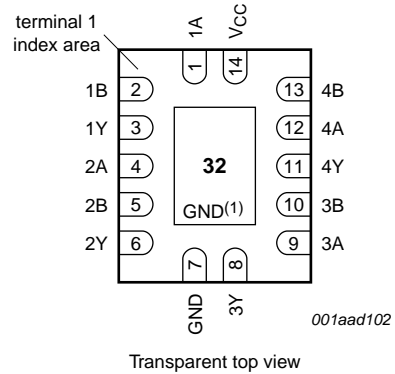 terminal 1
index area
1A
VCC
1
14
1B 2 13 4B
1Y 3 12 4A
2A 4 32 11 4Y
2B 5 10 3B
GND(1)
2Y 6 9 3A
7
8
GND
3Y
001aad102
Transparent top view